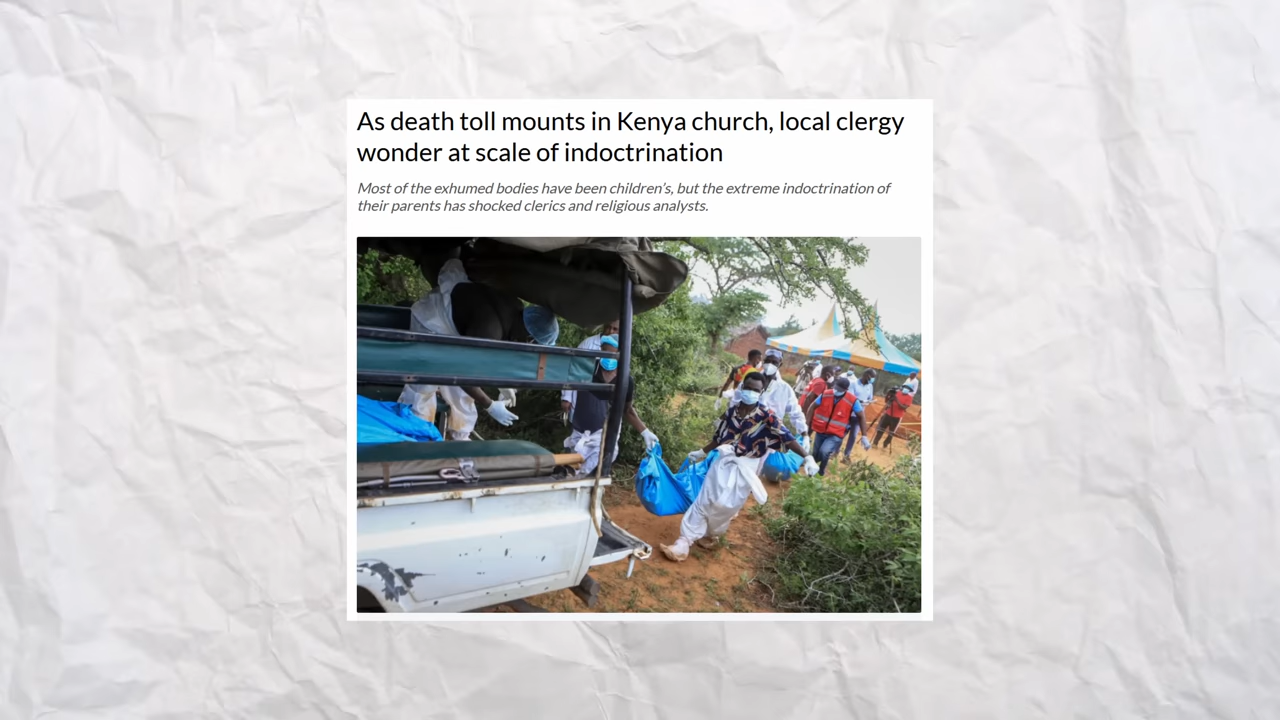 As death toll mounts in Kenya church, local clergy
wonder at scale of indoctrination
Most of the exhumed bodies have been children’s, but the extreme indoctrination of
their parents has shocked clerics and religious analysts.